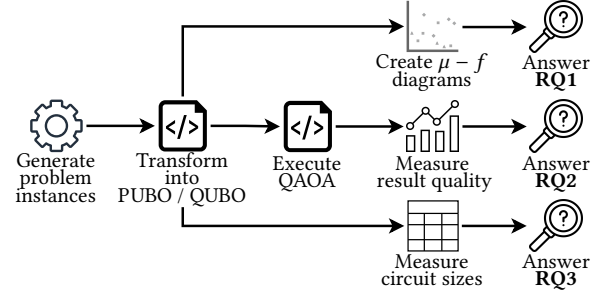 Create μ − f
diagrams
Answer
RQ1
Generate
problem
instances
</>
Transform
into
PUBO / QUBO
</>
Execute
QAOA
Measure
result quality
?
Answer
RQ2
Measure
circuit sizes
?
Answer
RQ3
?